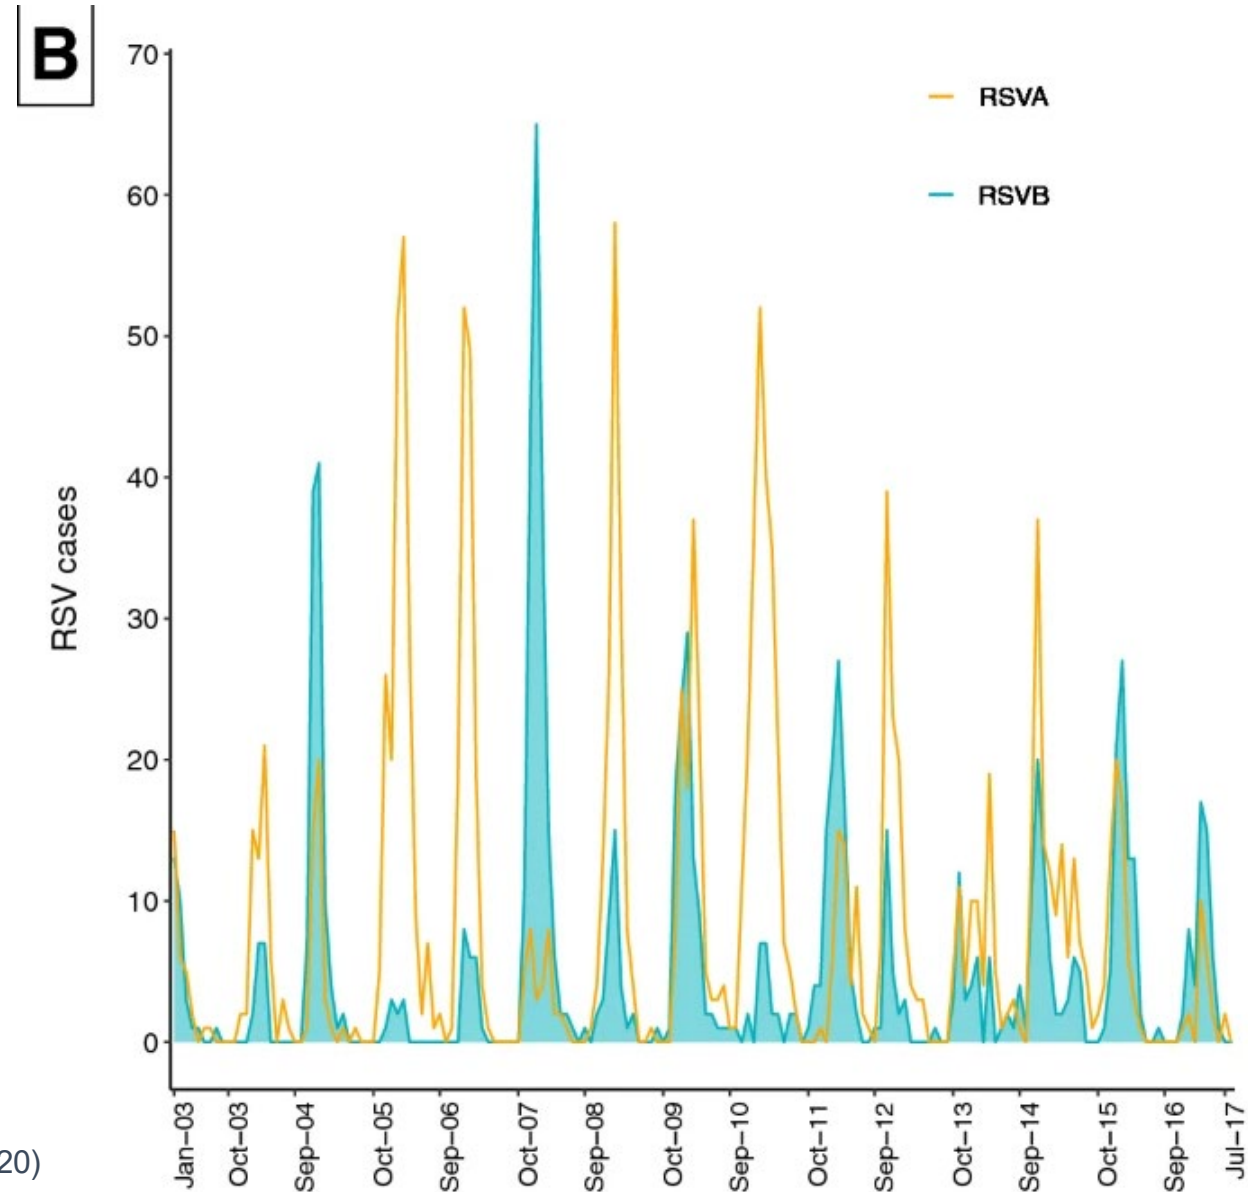 B
70
60
50
40
30
20
10
0
RSV cases
RSVA
RSVB
Jan–03
Oct–03
Sep–04
Oct–05
Sep–06
Oct–07
Sep–08
Oct–09
Sep–10
Oct–11
Sep–12
Oct–13
Sep–14
Oct–15
Sep–16
Jul–17
20)